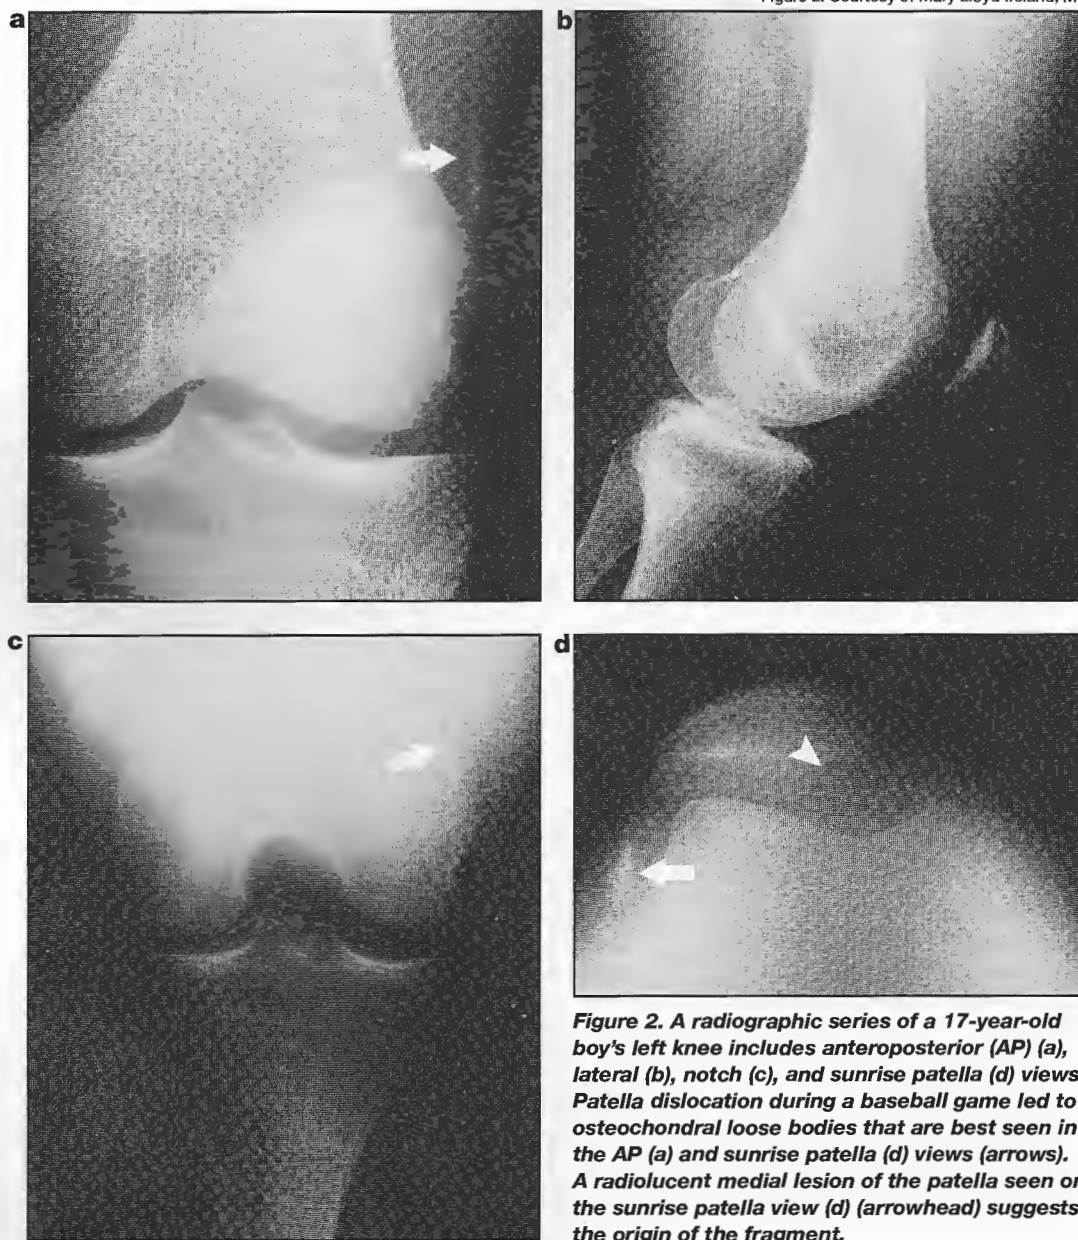 a
b
c
d
Figure 2. A radiographic series of a 17-year-old
boy's left knee includes anteroposterior (AP) (a),
lateral (b), notch (c), and sunrise patella (d) views
Patella dislocation during a baseball game led to
osteochondral loose bodies that are best seen in
the AP (a) and sunrise patella (d) views (arrows).
A radiolucent medial lesion of the patella seen on
the sunrise patella view (d) (arrowhead) suggests
the origin of the fragment.